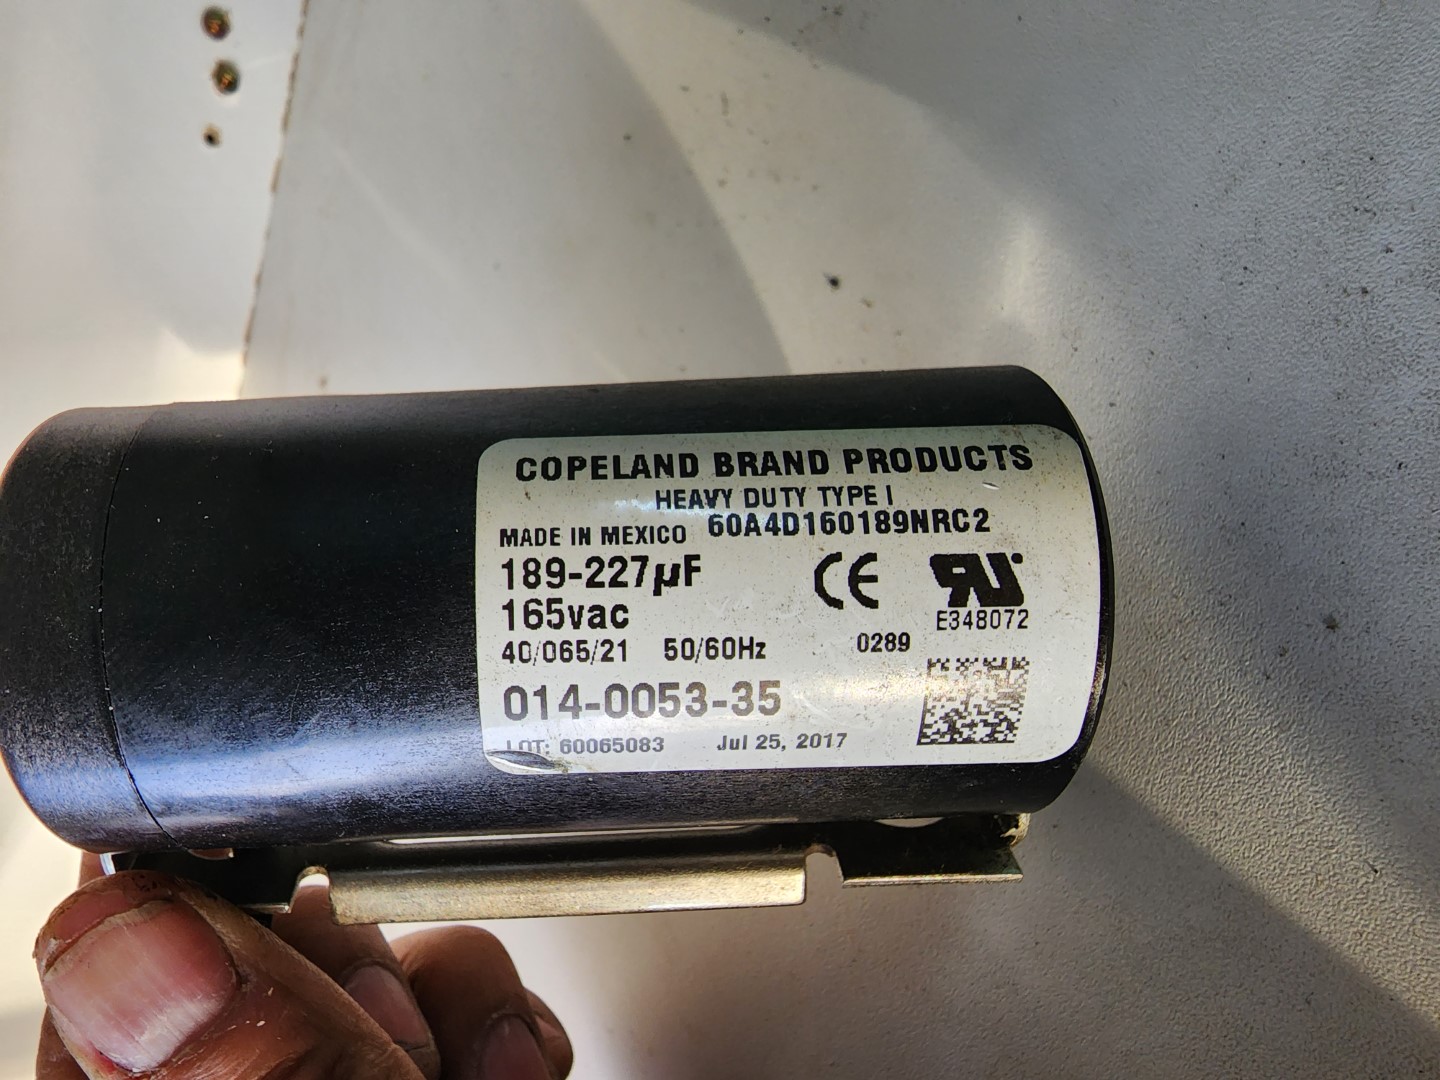 COPELAND BRAND PRODUCTS
HEAVY DUTY TYPE I
MADE IN MEXICO 60A4D160189NRC2
189-227µF
165vac
CE
E348072
40/065/21 50/60Hz 0289
014-0053-35
LOT: 60065083 Jul 25, 2017